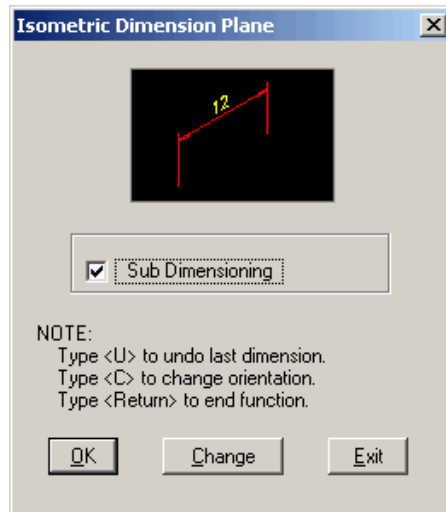 Isometric Dimension Plane
12
Sub Dimensioning
NOTE:
Type <U> to undo last dimension.
Type <C> to change orientation.
Type <Return> to end function.
OK Change Exit